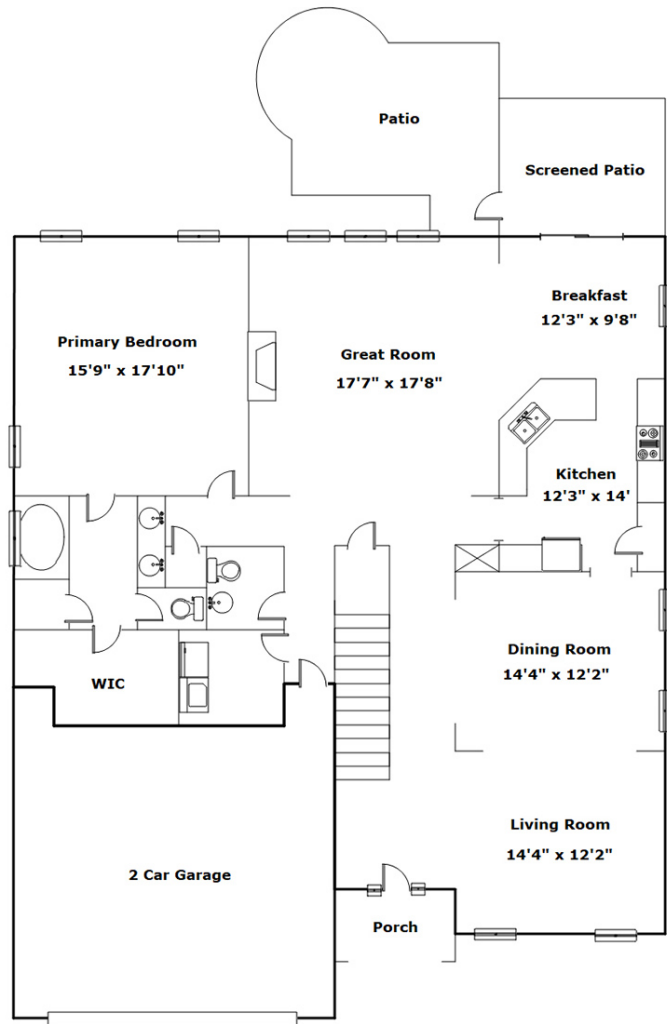 Patio
Screened Patio
Breakfast
12'3" x 9'8"
Primary Bedroom
15'9" x 17'10"
Great Room
17'7" x 17'8"
Kitchen
12'3" x 14'
Dining Room
14'4" x 12'2"
WIC
Living Room
14'4" x 12'2"
2 Car Garage
Porch